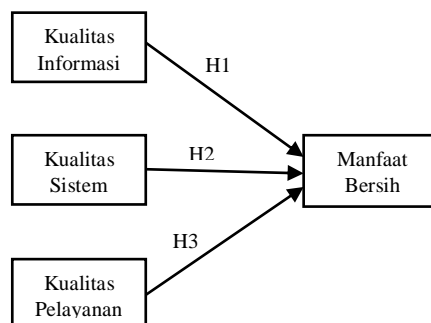 Kualitas
Informasi
H1
Kualitas
Sistem
H2
Manfaat
Bersih
H3
Kualitas
Pelayanan